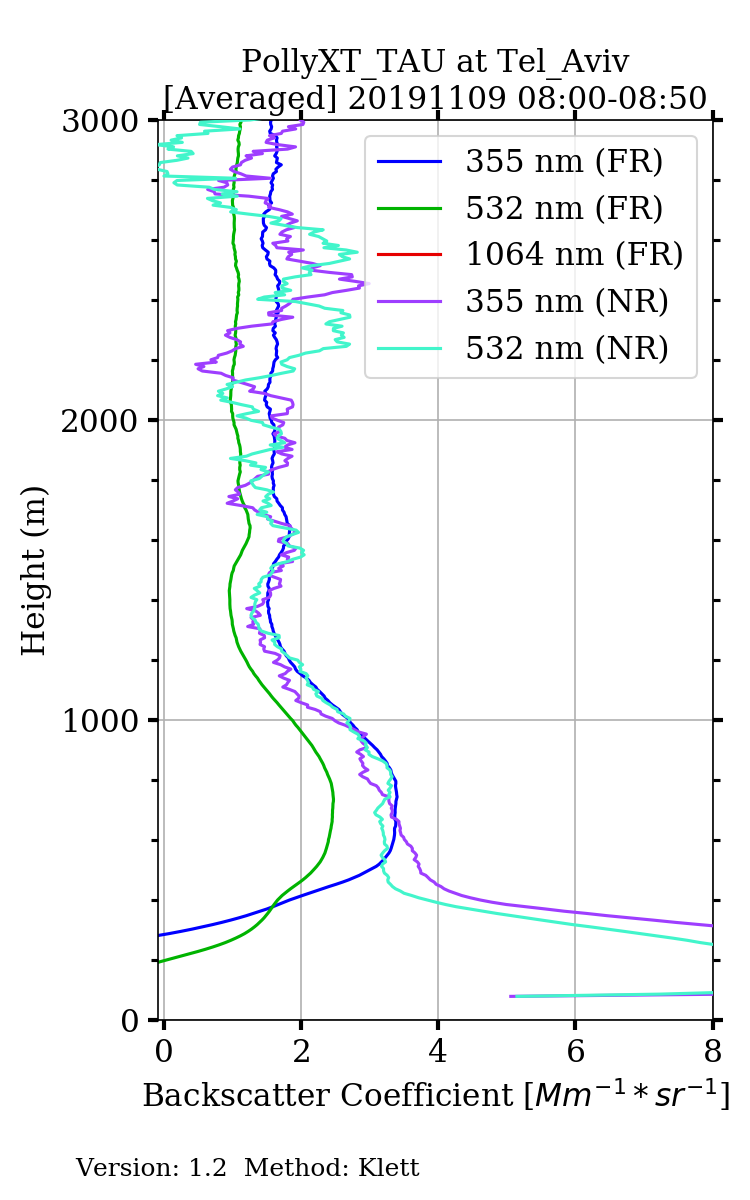 PollyXT_TAU at Tel_Aviv
[Averaged] 20191109 08:00-08:50
3000
2000
1000
0
Height (m)
355 nm (FR)
532 nm (FR)
1064 nm (FR)
355 nm (NR)
532 nm (NR)
0 2 4 6 8
Backscatter Coefficient [Mm⁻¹*sr⁻¹]
Version: 1.2 Method: Klett